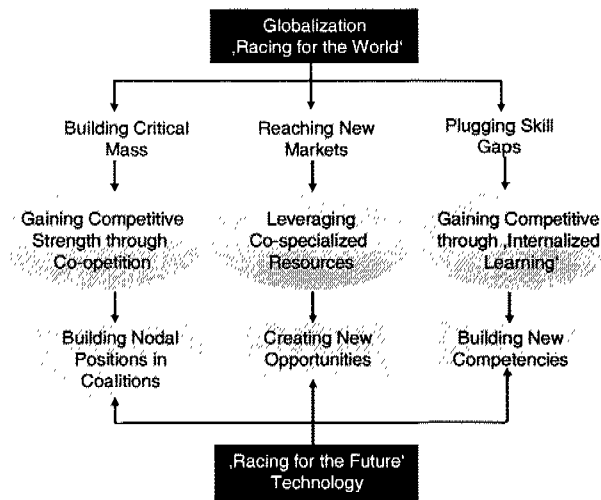 Globalization
‚Racing for the World‘
Building Critical
Mass
Reaching New
Markets
Plugging Skill
Gaps
Gaining Competitive
Strength through
Co-opetition
Leveraging
Co-specialized
Resources
Gaining Competitive
through ‚Internalized
Learning‘
Building Nodal
Positions in
Coalitions
Creating New
Opportunities
Building New
Competencies
‚Racing for the Future‘
Technology